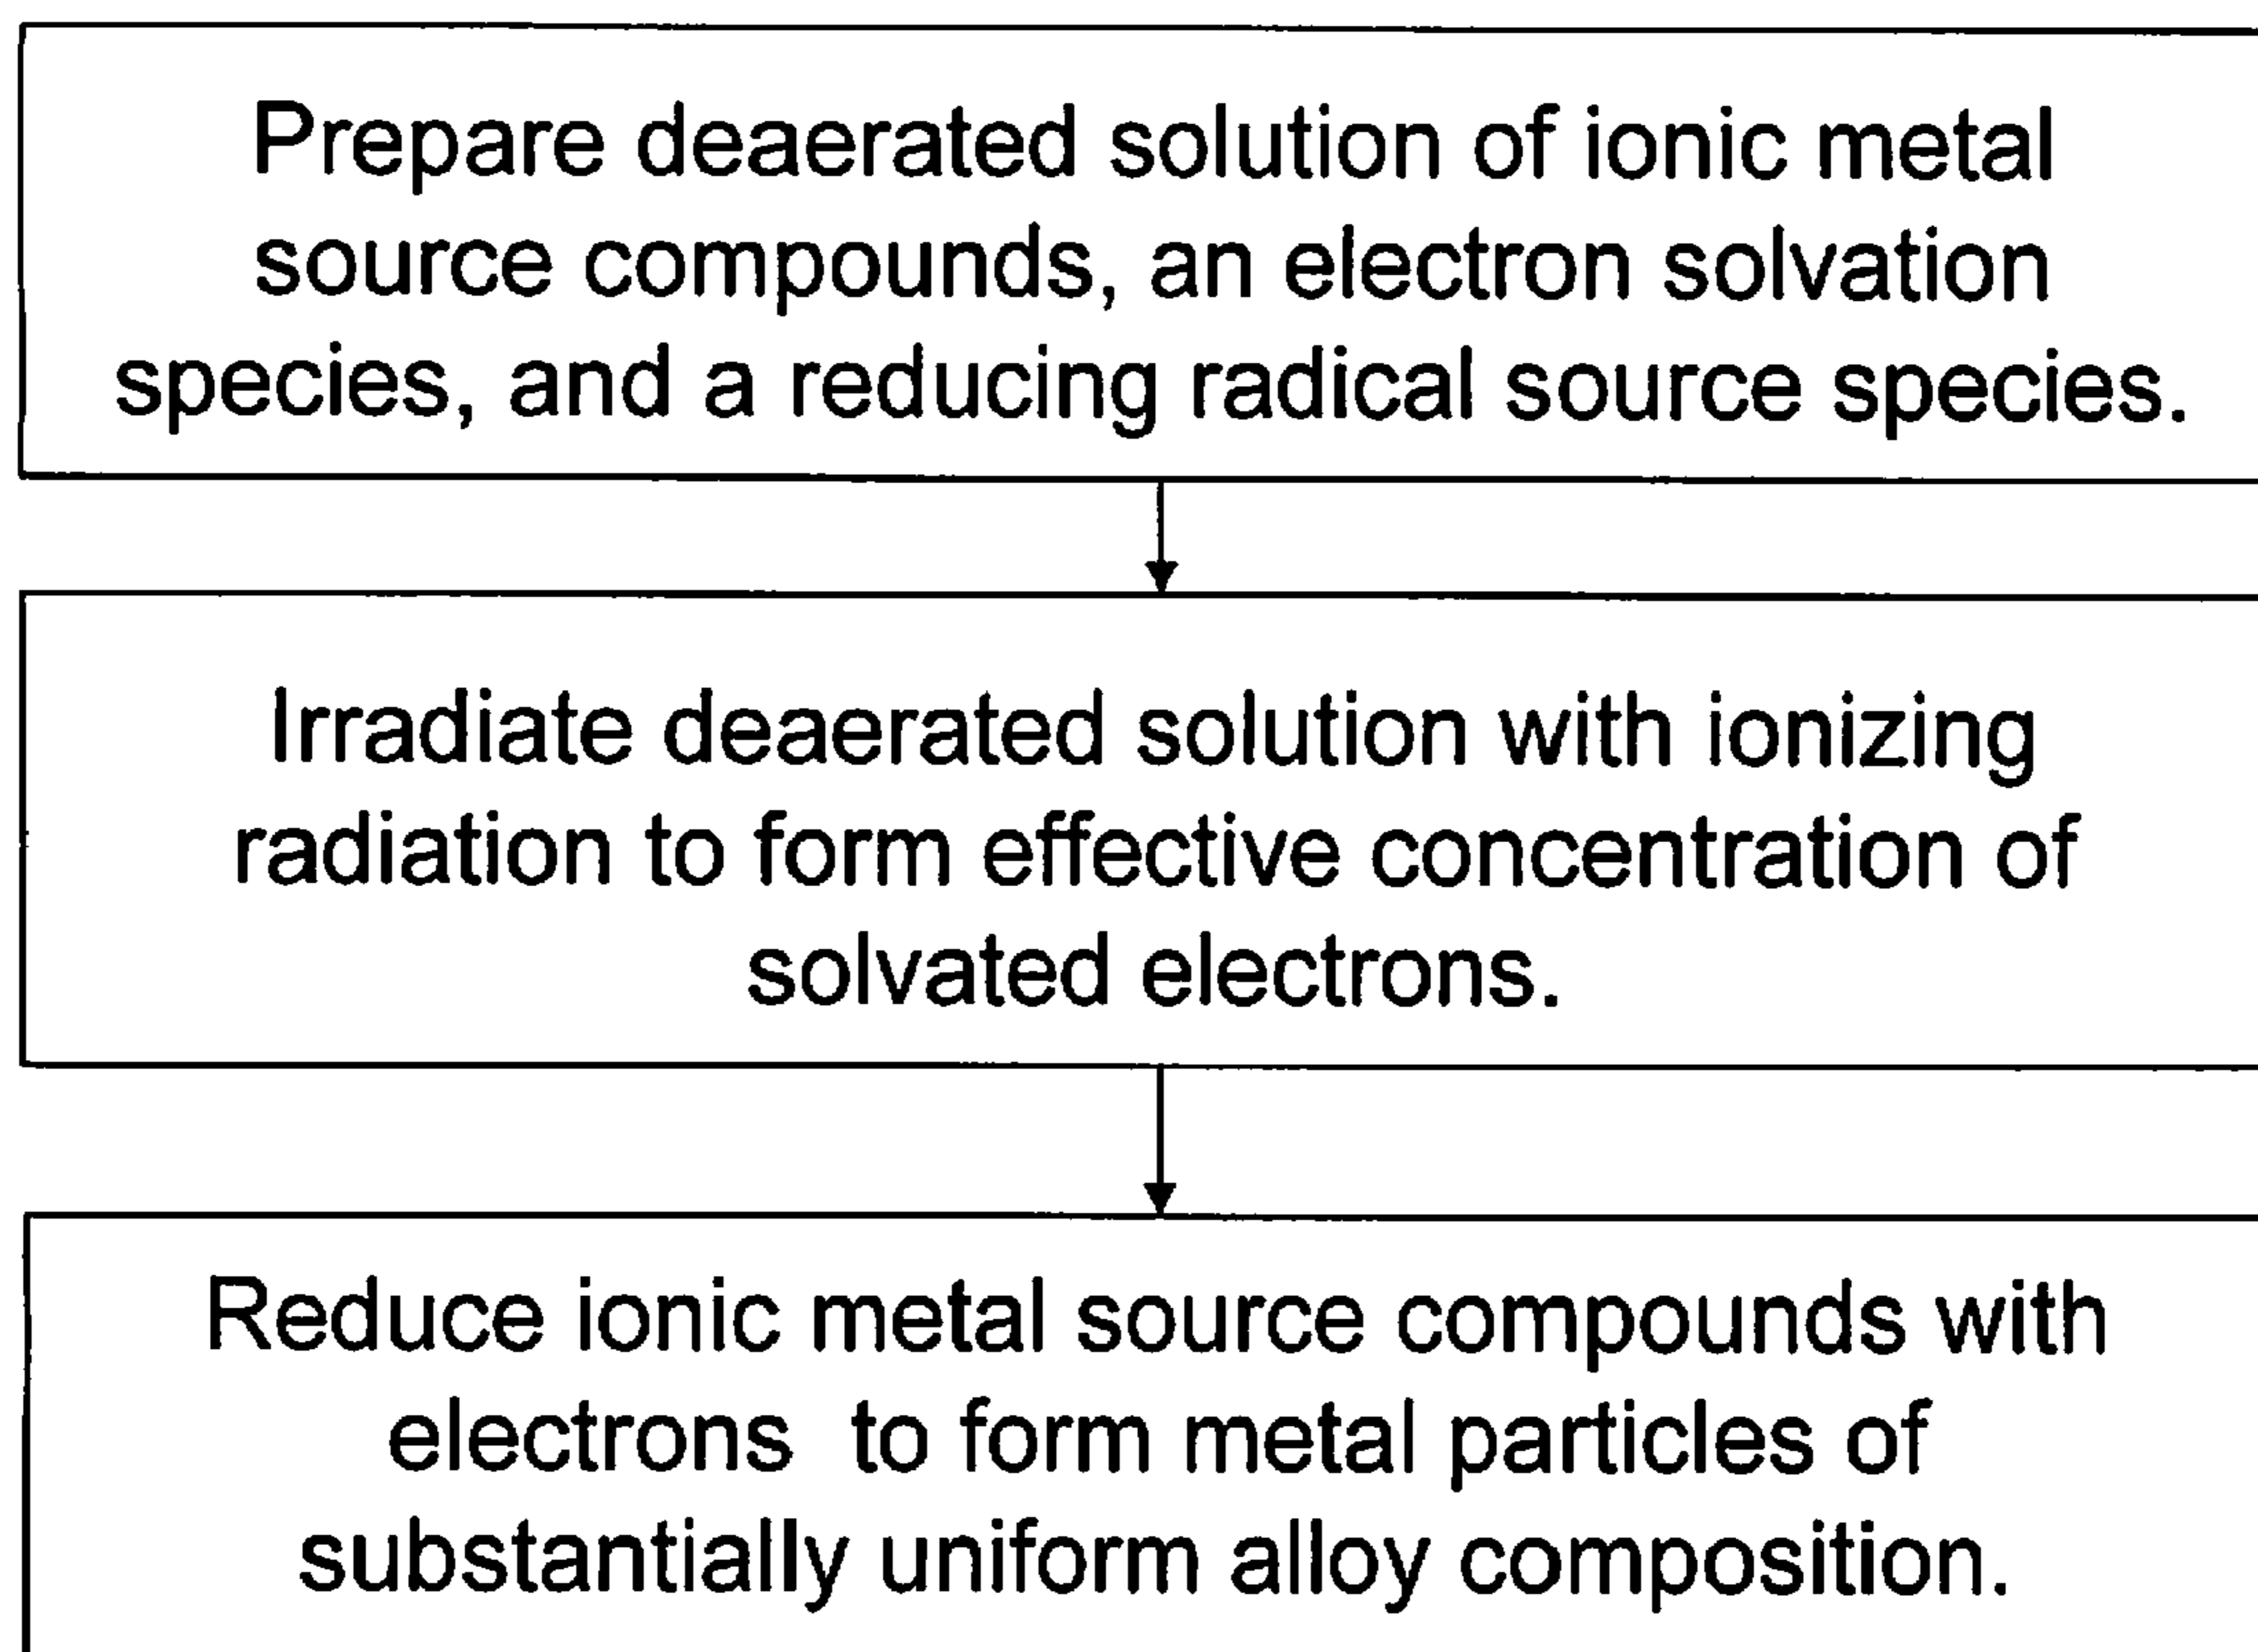 Prepare deaerated solution of ionic metal
source compounds, an electron solvation
species, and a reducing radical source species.
Irradiate deaerated solution with ionizing
radiation to form effective concentration of
solvated electrons.
Reduce ionic metal source compounds with
electrons  to form metal particles of
substantially uniform alloy composition.